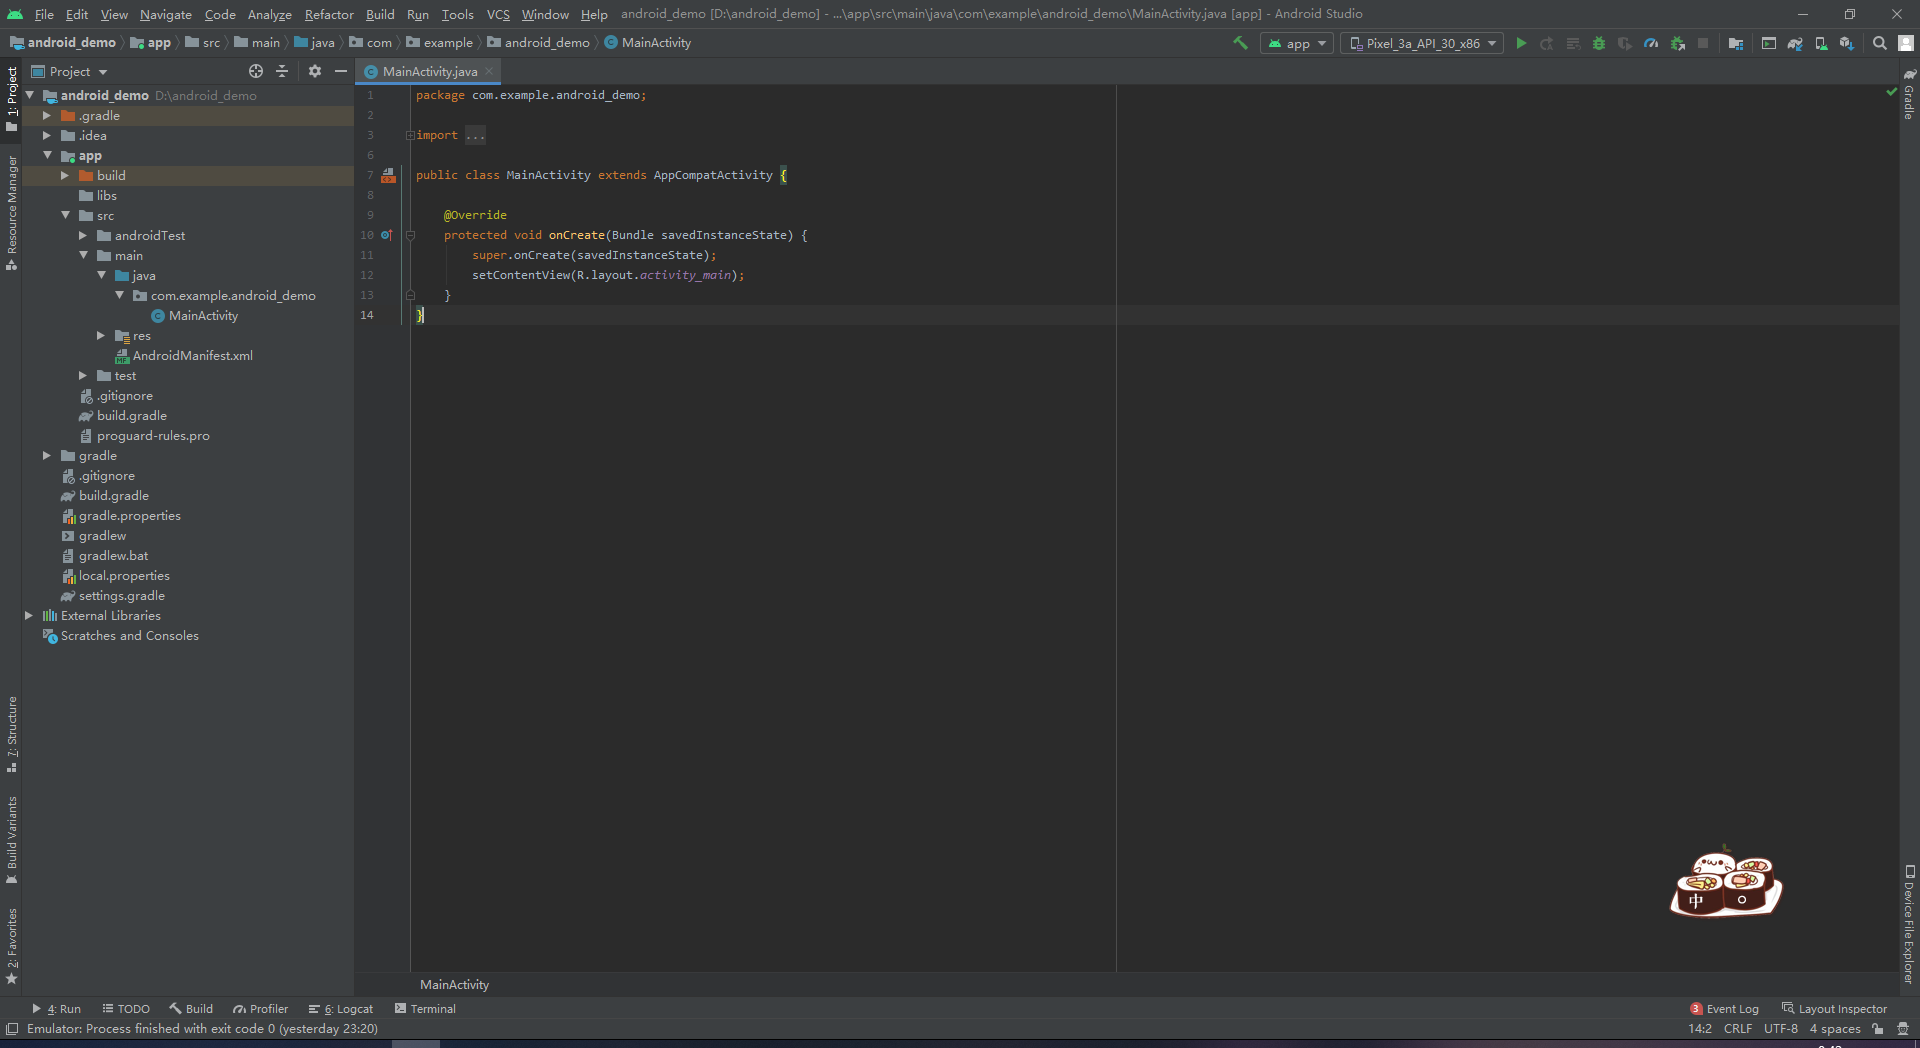 File Edit View Navigate Code Analyze Refactor Build Run Tools VCS Window Help android_demo [D:\android_demo] - ...\app\src\main\java\com\example\android_demo\MainActivity.java [app] - Android Studio
android_demo app src main java com example android_demo MainActivity app Pixel_3a_API_30_x86
Project
MainActivity.java
1: Project
Resource Manager
7: Structure
Build Variants
2: Favorites
android_demo D:\android_demo
.gradle
.idea
app
build
libs
src
androidTest
main
java
com.example.android_demo
MainActivity
res
AndroidManifest.xml
test
.gitignore
build.gradle
proguard-rules.pro
gradle
.gitignore
build.gradle
gradle.properties
gradlew
gradlew.bat
local.properties
settings.gradle
External Libraries
Scratches and Consoles
1 package com.example.android_demo;
2
3 import ...
6
7 public class MainActivity extends AppCompatActivity {
8
9 @Override
10 protected void onCreate(Bundle savedInstanceState) {
11 super.onCreate(savedInstanceState);
12 setContentView(R.layout.activity_main);
13 }
14 }
Gradle
Device File Explorer
中
MainActivity
4: Run TODO Build Profiler 6: Logcat Terminal 3 Event Log Layout Inspector
Emulator: Process finished with exit code 0 (yesterday 23:20) 14:2 CRLF UTF-8 4 spaces